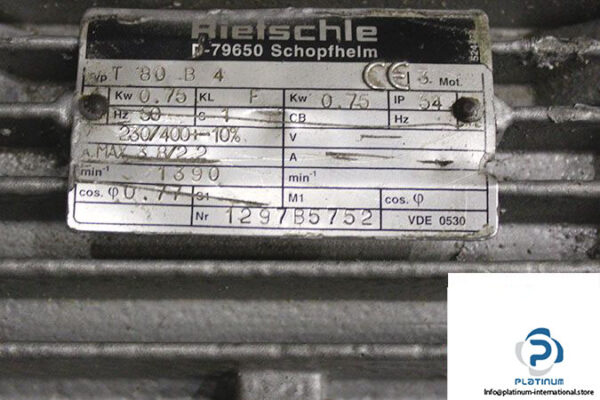 Rietschle
D-79650 Schopfheim
Typ T 80 B 4 CE 3 Mot.
Kw 0.75 KL F Kw 0.75 IP 54
Hz 50 S 1 CB Hz
230/400+-10% V
A. MAX 3.8/2.2 A
min⁻¹ 1390 min⁻¹
cos. φ 0.77 S1 M1 cos. φ
Nr 1297B5752 VDE 0530
PLATINUM
Info@platinum-international.store